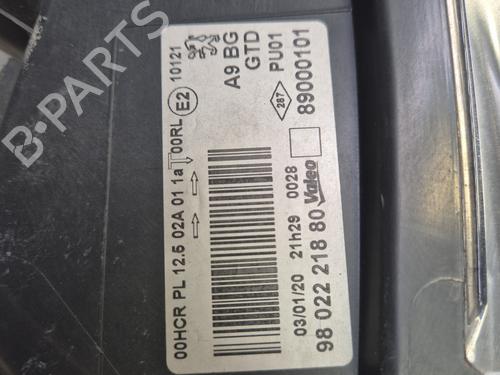 A9 BG
GTD
PU01
E2
10121
287
89000101
00HCR PL 12.5 02A 01 1a 00RL
03/01/20 21h29 0028
98 022 218 80 Valeo
B-PARTS